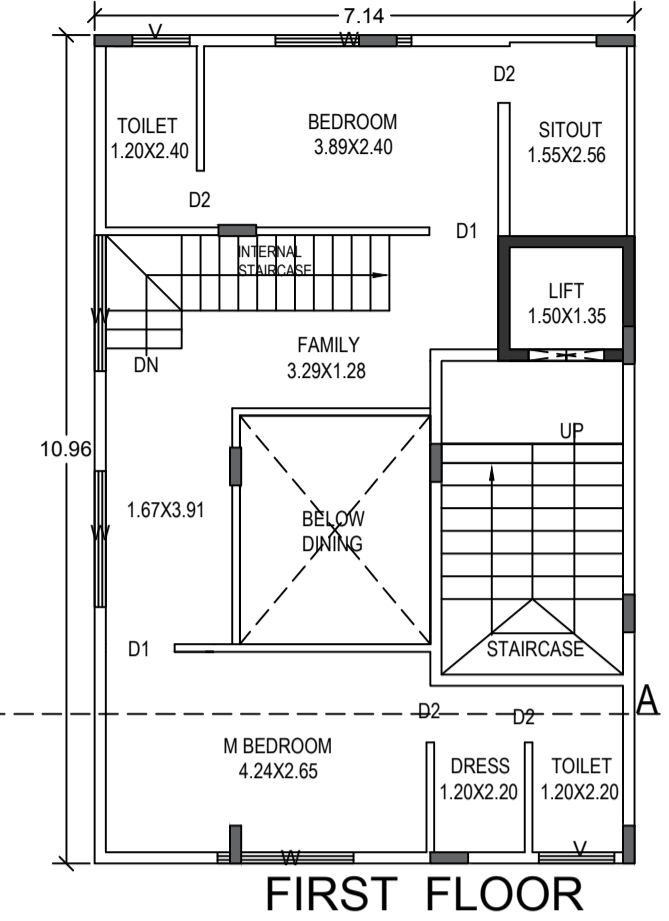 7.14
V
W
D2
TOILET
1.20X2.40
BEDROOM
3.89X2.40
SITOUT
1.55X2.56
D2
D1
INTERNAL
STAIRCASE
LIFT
1.50X1.35
W
FAMILY
3.29X1.28
DN
UP
10.96
1.67X3.91
BELOW
DINING
W
D1
STAIRCASE
A
D2
D2
M BEDROOM
4.24X2.65
DRESS
1.20X2.20
TOILET
1.20X2.20
W
V
FIRST FLOOR